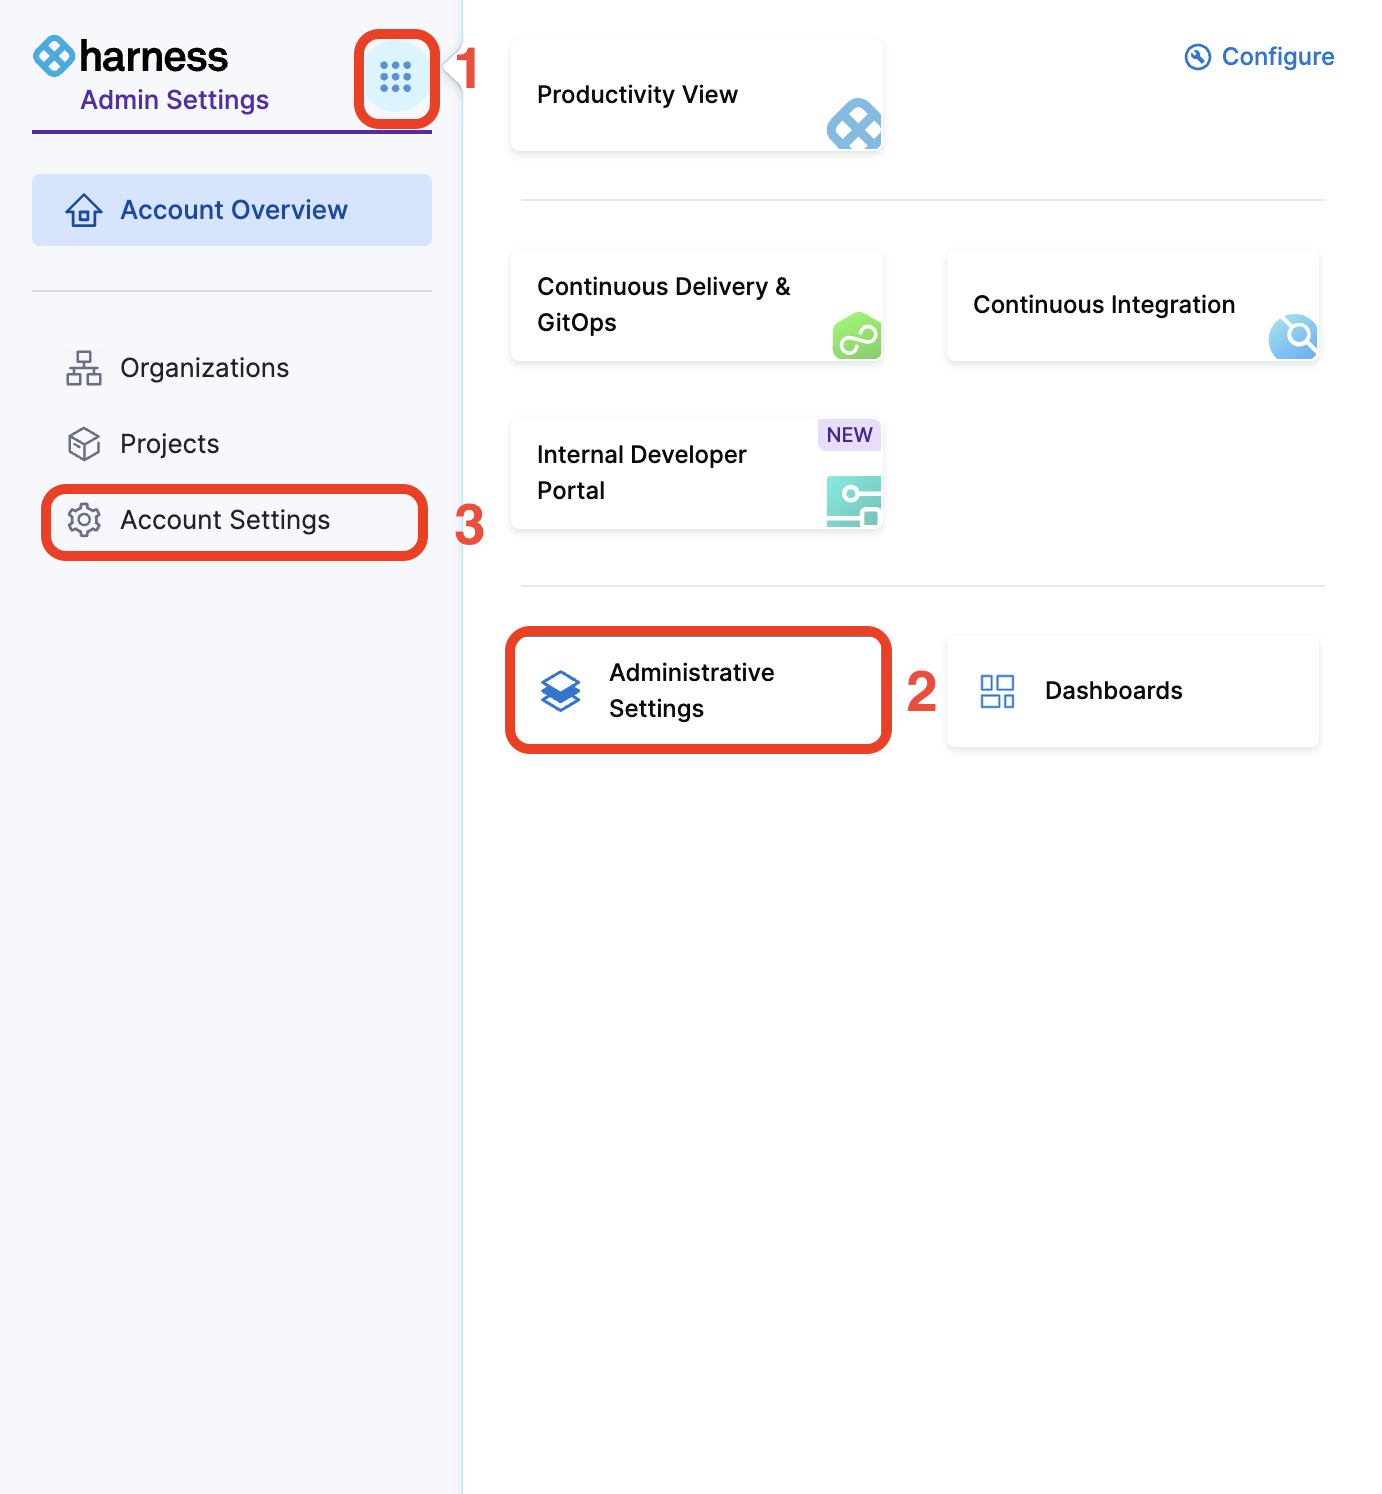 harness
Admin Settings
1
Account Overview
Organizations
Projects
Account Settings
3
Productivity View
Configure
Continuous Delivery &
GitOps
Continuous Integration
Internal Developer
Portal
NEW
Administrative
Settings
2
Dashboards